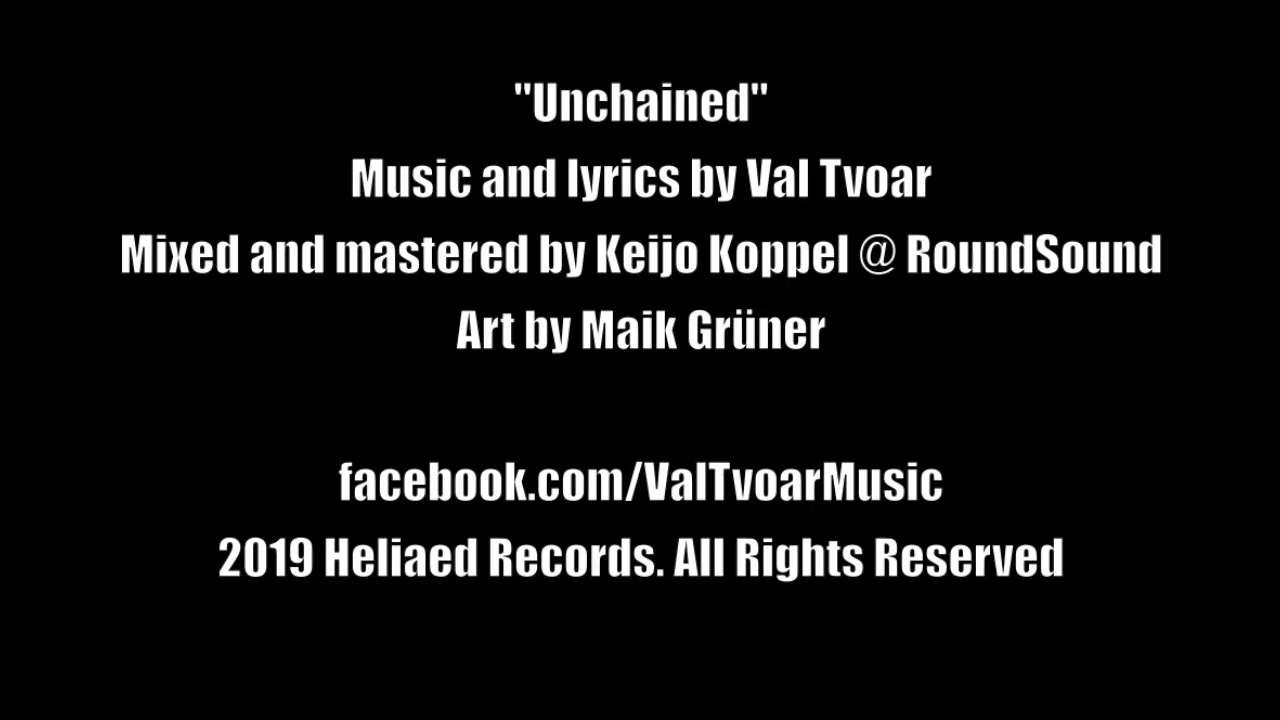 "Unchained"
Music and lyrics by Val Tvoar
Mixed and mastered by Keijo Koppel @ RoundSound
Art by Maik Grüner
facebook.com/ValTvoarMusic
2019 Heliaed Records. All Rights Reserved